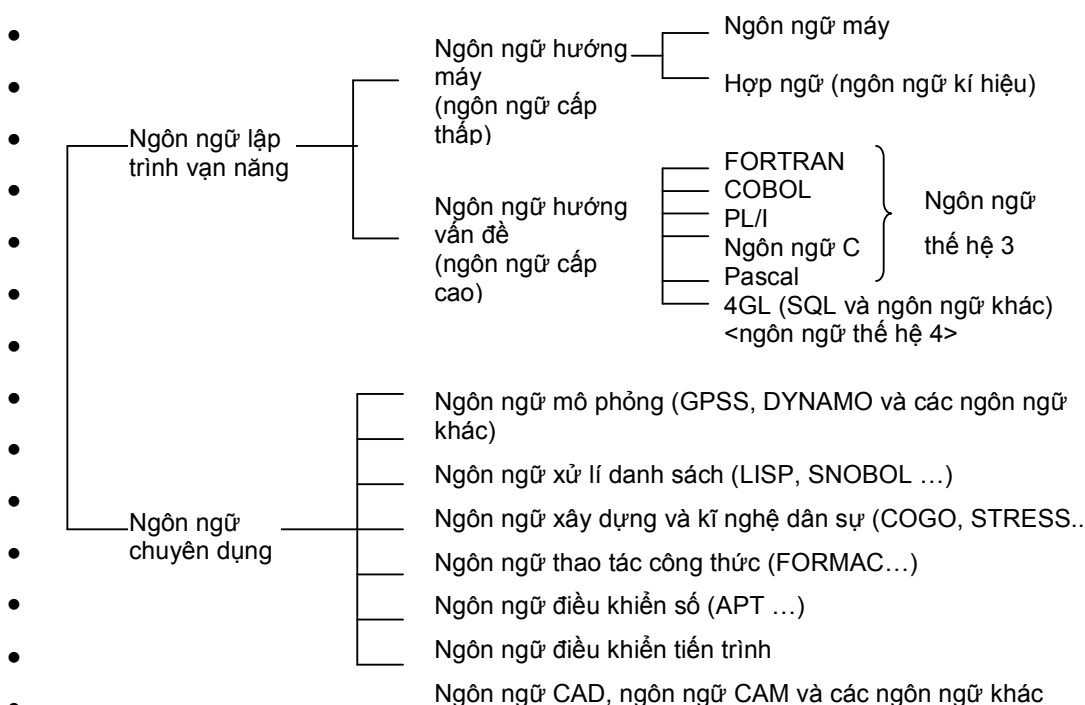 Ngôn ngữ lập
trình vạn năng
Ngôn ngữ hướng
máy
(ngôn ngữ cấp
thấp)
Ngôn ngữ máy
Hợp ngữ (ngôn ngữ kí hiệu)
Ngôn ngữ hướng
vấn đề
(ngôn ngữ cấp
cao)
FORTRAN
COBOL
PL/I
Ngôn ngữ C
Pascal
4GL (SQL và ngôn ngữ khác)
<ngôn ngữ thế hệ 4>
Ngôn ngữ
thế hệ 3
Ngôn ngữ
chuyên dụng
Ngôn ngữ mô phỏng (GPSS, DYNAMO và các ngôn ngữ
khác)
Ngôn ngữ xử lí danh sách (LISP, SNOBOL …)
Ngôn ngữ xây dựng và kĩ nghệ dân sự (COGO, STRESS..
Ngôn ngữ thao tác công thức (FORMAC…)
Ngôn ngữ điều khiển số (APT …)
Ngôn ngữ điều khiển tiến trình
Ngôn ngữ CAD, ngôn ngữ CAM và các ngôn ngữ khác